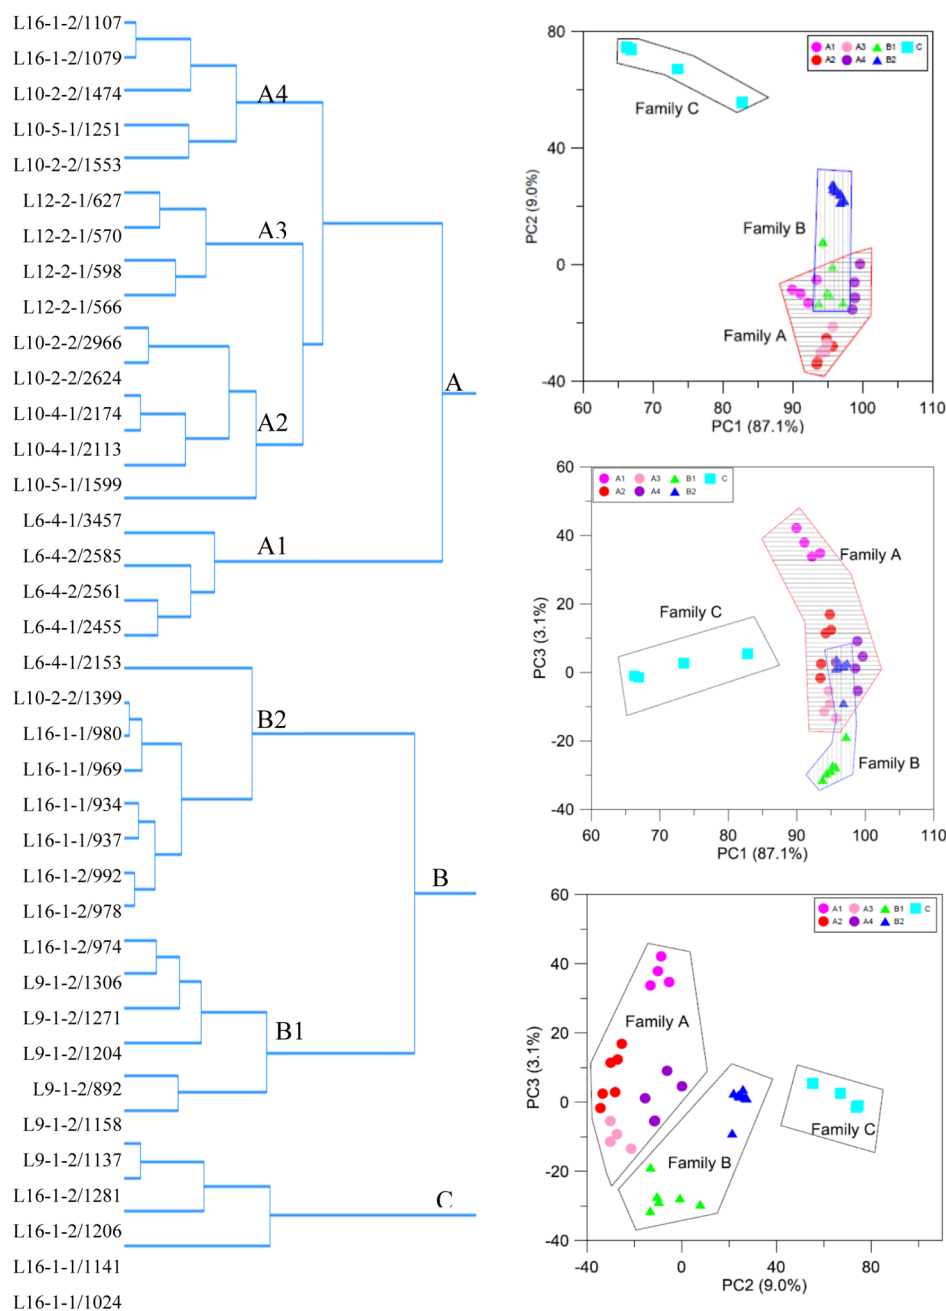 L16-1-2/1107
L16-1-2/1079
L10-2-2/1474
L10-5-1/1251
L10-2-2/1553
L12-2-1/627
L12-2-1/570
L12-2-1/598
L12-2-1/566
L10-2-2/2966
L10-2-2/2624
L10-4-1/2174
L10-4-1/2113
L10-5-1/1599
L6-4-1/3457
L6-4-2/2585
L6-4-2/2561
L6-4-1/2455
L6-4-1/2153
L10-2-2/1399
L16-1-1/980
L16-1-1/969
L16-1-1/934
L16-1-1/937
L16-1-2/992
L16-1-2/978
L16-1-2/974
L9-1-2/1306
L9-1-2/1271
L9-1-2/1204
L9-1-2/892
L9-1-2/1158
L9-1-2/1137
L16-1-2/1281
L16-1-2/1206
L16-1-1/1141
L16-1-1/1024
A4
A3
A2
A1
A
B2
B
B1
C
80
40
0
-40
PC2 (9.0%)
A1 A3 B1 C
A2 A4 B2
Family C
Family B
Family A
60 70 80 90 100 110
PC1 (87.1%)
60
40
20
0
-20
-40
PC3 (3.1%)
A1 A3 B1 C
A2 A4 B2
Family A
Family C
Family B
60 70 80 90 100 110
PC1 (87.1%)
60
40
20
0
-20
-40
PC3 (3.1%)
A1 A3 B1 C
A2 A4 B2
Family A
Family C
Family B
-40 0 40 80
PC2 (9.0%)